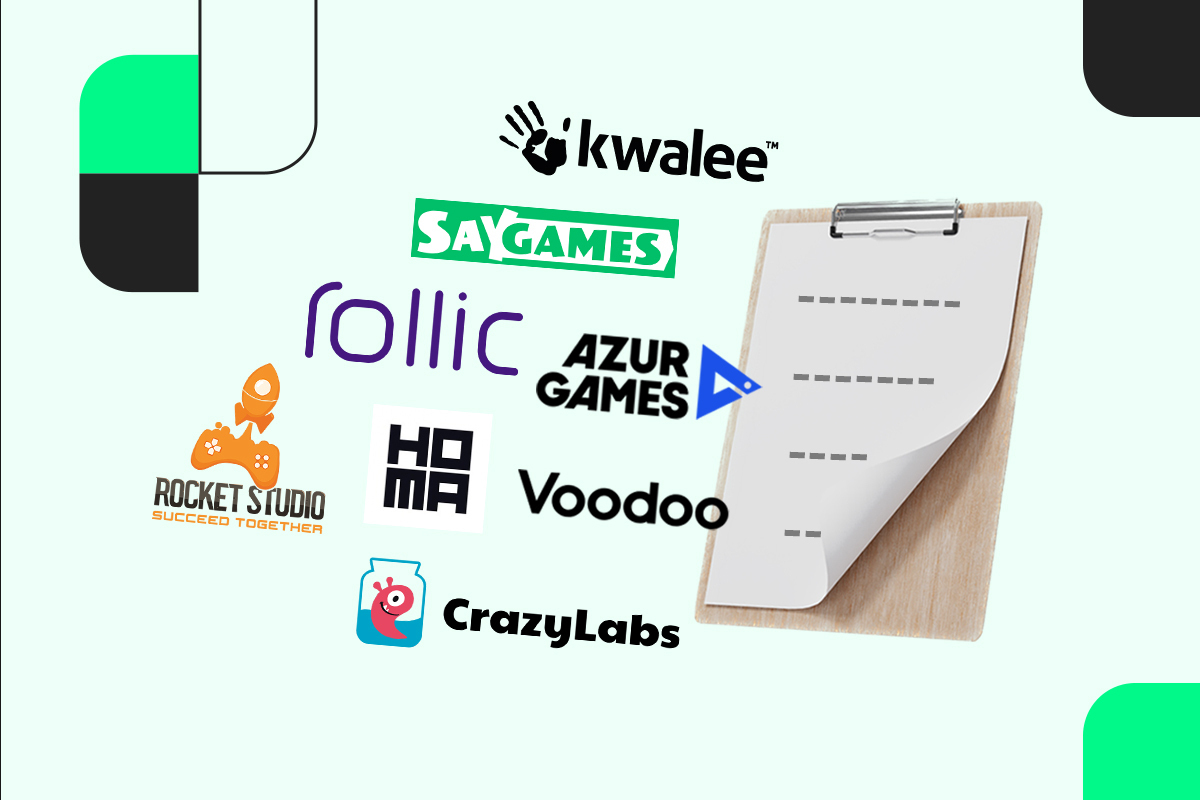 kwalee™
SAYGAMES
rollic
AZUR
GAMES
HO
MA
ROCKET STUDIO
SUCCEED TOGETHER
Voodoo
CrazyLabs